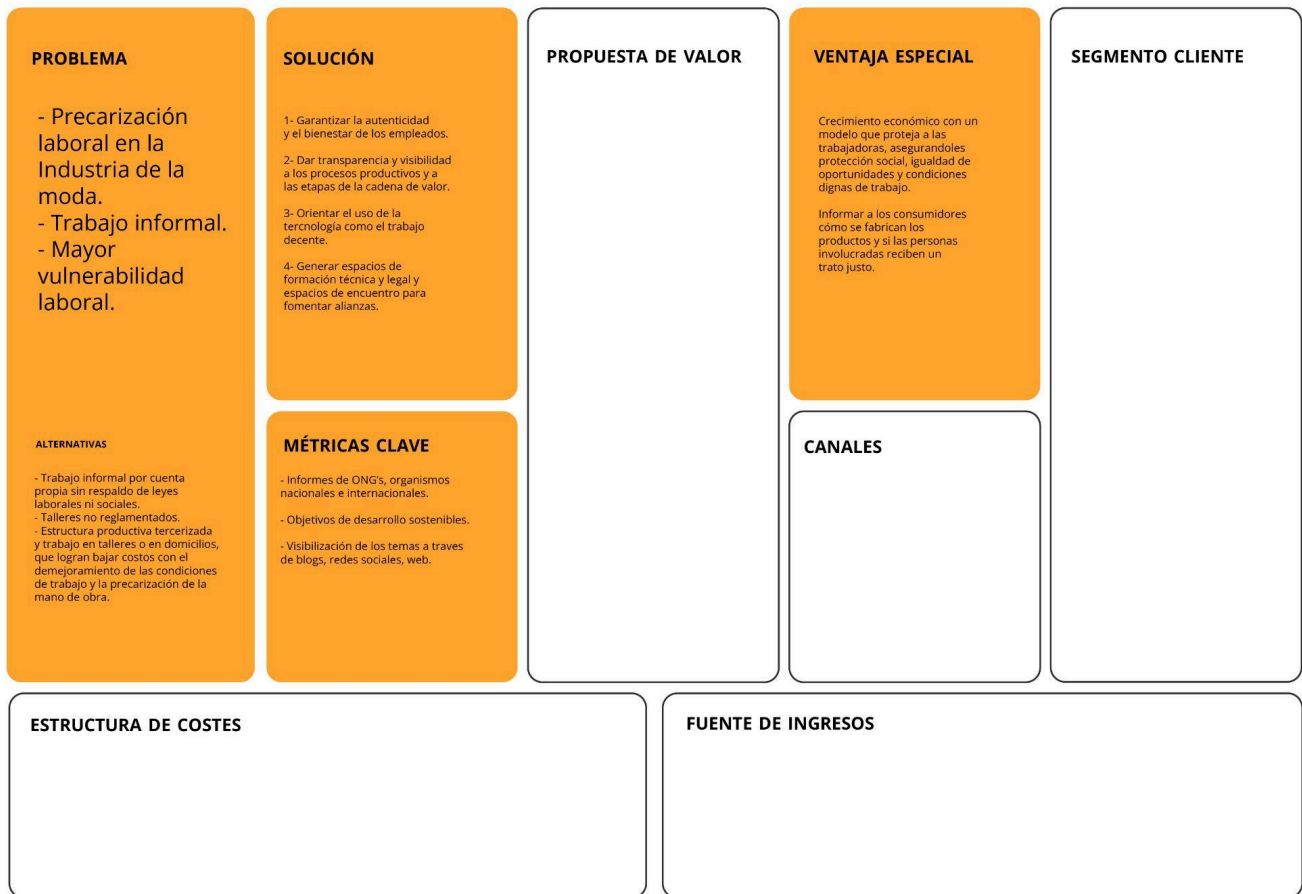 PROBLEMA
- Precarización
laboral en la
Industria de la
moda.
- Trabajo informal.
- Mayor
vulnerabilidad
laboral.
ALTERNATIVAS
- Trabajo informal por cuenta
propia sin respaldo de leyes
laborales ni sociales.
- Talleres no reglamentados.
- Estructura productiva tercerizada
y trabajo en talleres o en domicilios,
que logran bajar costos con el
demejoramiento de las condiciones
de trabajo y la precarización de la
mano de obra.
SOLUCIÓN
1- Garantizar la autenticidad
y el bienestar de los empleados.
2- Dar transparencia y visibilidad
a los procesos productivos y a
las etapas de la cadena de valor.
3- Orientar el uso de la
tercnología como el trabajo
decente.
4- Generar espacios de
formación técnica y legal y
espacios de encuentro para
fomentar alianzas.
MÉTRICAS CLAVE
- Informes de ONG's, organismos
nacionales e internacionales.
- Objetivos de desarrollo sostenibles.
- Visibilización de los temas a traves
de blogs, redes sociales, web.
PROPUESTA DE VALOR
VENTAJA ESPECIAL
Crecimiento económico con un
modelo que proteja a las
trabajadoras, asegurandoles
protección social, igualdad de
oportunidades y condiciones
dignas de trabajo.
Informar a los consumidores
cómo se fabrican los
productos y si las personas
involucradas reciben un
trato justo.
CANALES
SEGMENTO CLIENTE
ESTRUCTURA DE COSTES
FUENTE DE INGRESOS